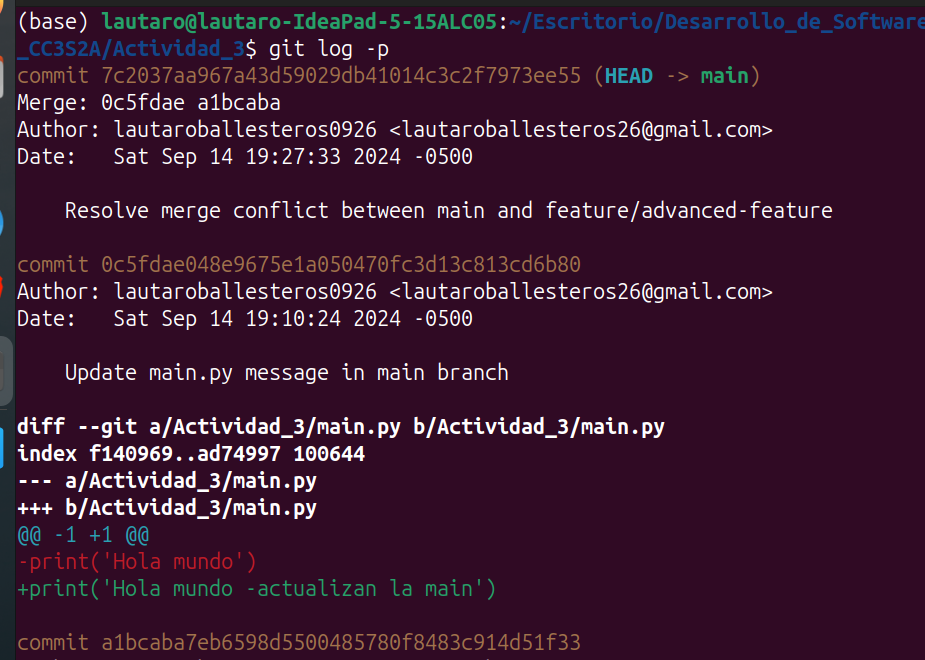 (base) lautaro@lautaro-IdeaPad-5-15ALC05:~/Escritorio/Desarrollo_de_Software
_CC3S2A/Actividad_3$ git log -p
commit 7c2037aa967a43d59029db41014c3c2f7973ee55 (HEAD -> main)
Merge: 0c5fdae a1bcaba
Author: lautaroballesteros0926 <lautaroballesteros26@gmail.com>
Date:   Sat Sep 14 19:27:33 2024 -0500
    Resolve merge conflict between main and feature/advanced-feature
commit 0c5fdae048e9675e1a050470fc3d13c813cd6b80
Author: lautaroballesteros0926 <lautaroballesteros26@gmail.com>
Date:   Sat Sep 14 19:10:24 2024 -0500
    Update main.py message in main branch
diff --git a/Actividad_3/main.py b/Actividad_3/main.py
index f140969..ad74997 100644
--- a/Actividad_3/main.py
+++ b/Actividad_3/main.py
@@ -1 +1 @@
-print('Hola mundo')
+print('Hola mundo -actualizan la main')
commit a1bcaba7eb6598d5500485780f8483c914d51f33